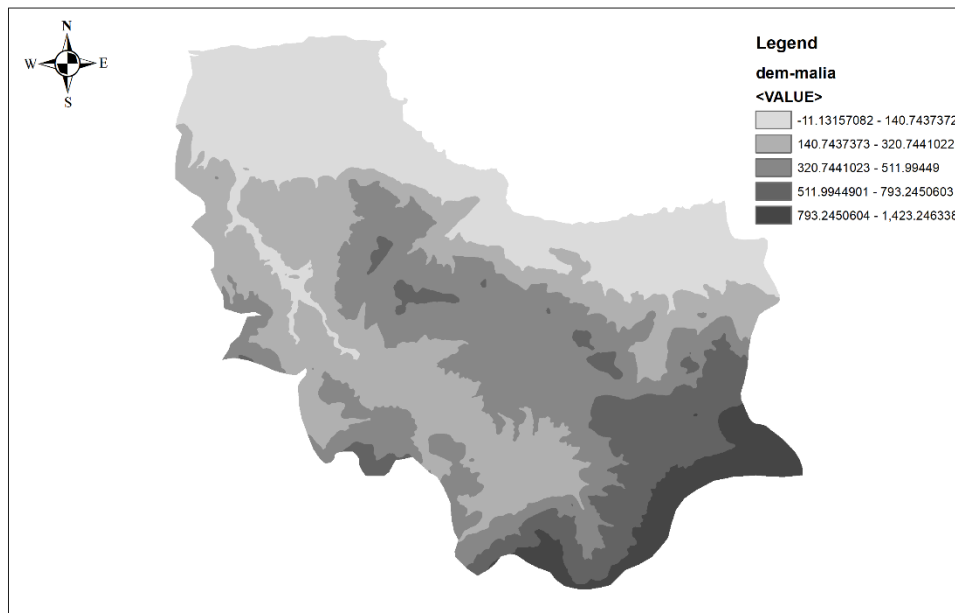 N
W E
S
Legend
dem-malia
<VALUE>
-11.13157082 - 140.7437372
140.7437373 - 320.7441022
320.7441023 - 511.99449
511.9944901 - 793.2450603
793.2450604 - 1,423.246338